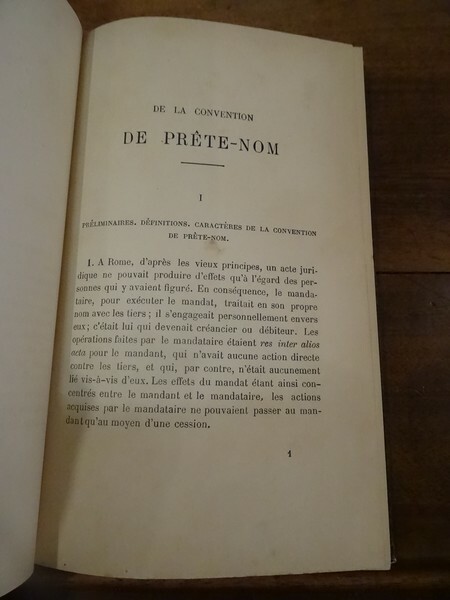 DE LA CONVENTION
DE PRÊTE-NOM
I
PRÉLIMINAIRES. DÉFINITIONS. CARACTÈRES DE LA CONVENTION
DE PRÊTE-NOM.
1. A Rome, d'après les vieux principes, un acte juri-
dique ne pouvait produire d'effets qu'à l'égard des per-
sonnes qui y avaient figuré. En conséquence, le manda-
taire, pour exécuter le mandat, traitait en son propre
nom avec les tiers ; il s'engageait personnellement envers
eux ; c'était lui qui devenait créancier ou débiteur. Les
opérations faites par le mandataire étaient res inter alios
acta pour le mandant, qui n'avait aucune action directe
contre les tiers, et qui, par contre, n'était aucunement
lié vis-à-vis d'eux. Les effets du mandat étant ainsi con-
centrés entre le mandant et le mandataire, les actions
acquises par le mandataire ne pouvaient passer au man-
dant qu'au moyen d'une cession.
1